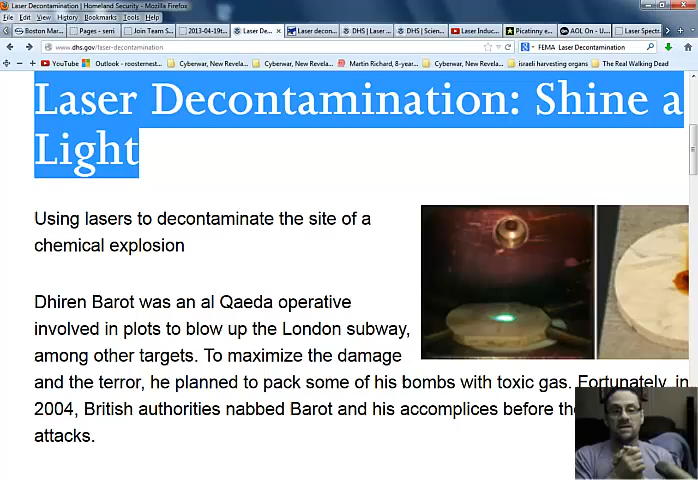 Laser Decontamination | Homeland Security - Mozilla Firefox
File Edit View History Bookmarks Tools Help
Boston Mar... Pages - semi Join Team S... 2013-04-19t... Laser De... Laser decon... DHS | Laser ... DHS | Scien... Laser Induc... Picatinny e... AOL On - U... Laser Spectr...
www.dhs.gov/laser-decontamination
FEMA Laser Decontamination
YouTube Outlook - roosternest... Cyberwar, New Revela... Cyberwar, New Revela... Martin Richard, 8-year... Cyberwar, New Revela... israeli harvesting organs The Real Walking Dead
Laser Decontamination: Shine a
Light
Using lasers to decontaminate the site of a
chemical explosion
Dhiren Barot was an al Qaeda operative
involved in plots to blow up the London subway,
among other targets. To maximize the damage
and the terror, he planned to pack some of his bombs with toxic gas. Fortunately, in
2004, British authorities nabbed Barot and his accomplices before
attacks.